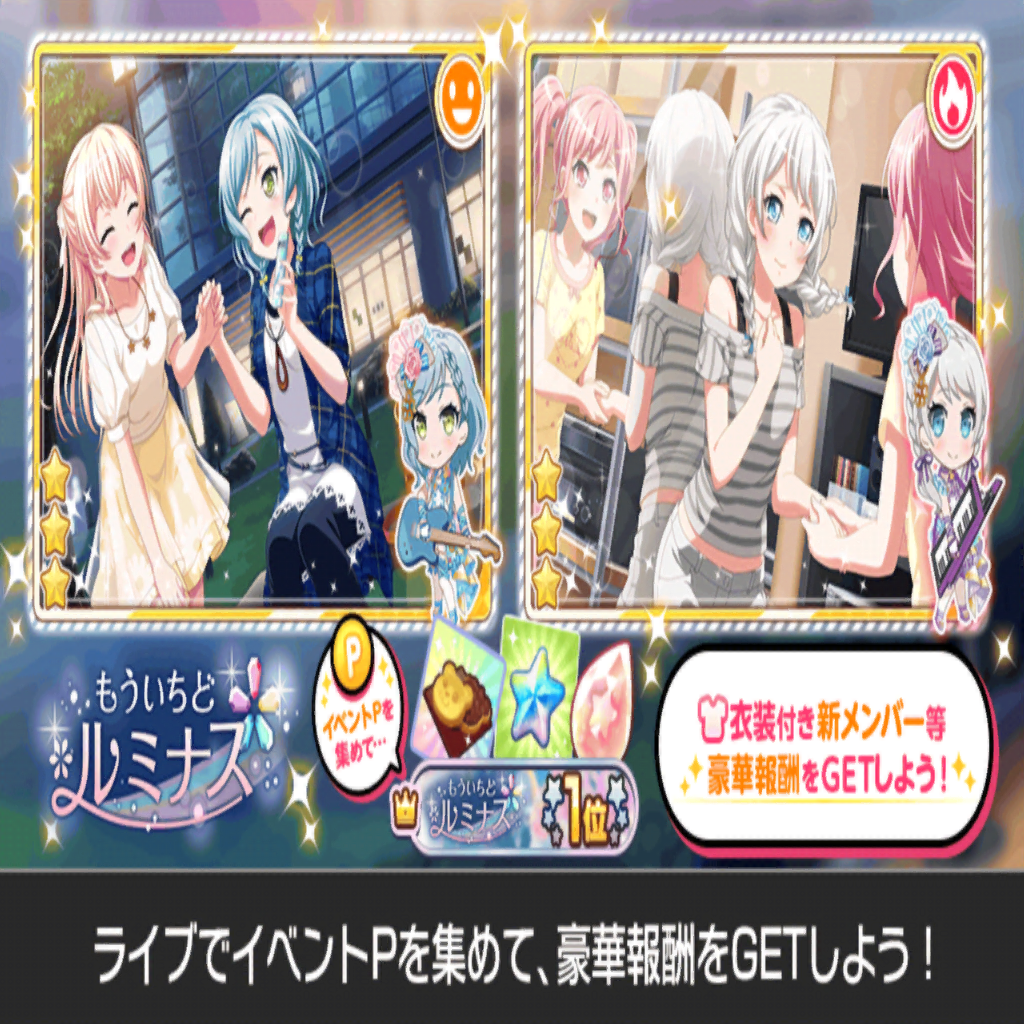 もういちど
ルミナス
P
イベントPを
集めて…
もういちど
ルミナス
1位
衣装付き新メンバー等
豪華報酬をGETしよう!
ライブでイベントPを集めて、豪華報酬をGETしよう!